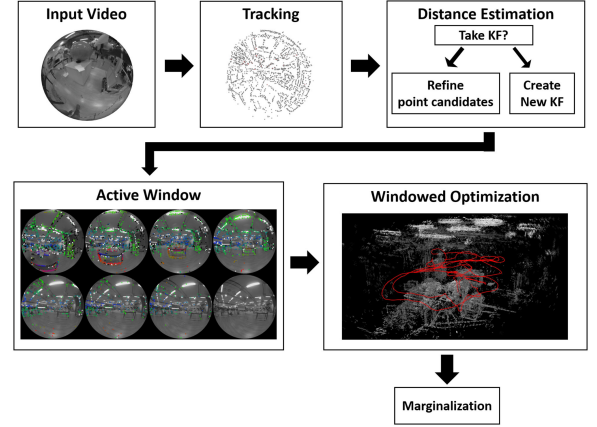 Input Video
Tracking
Distance Estimation
Take KF?
Refine
point candidates
Create
New KF
Active Window
Windowed Optimization
Marginalization